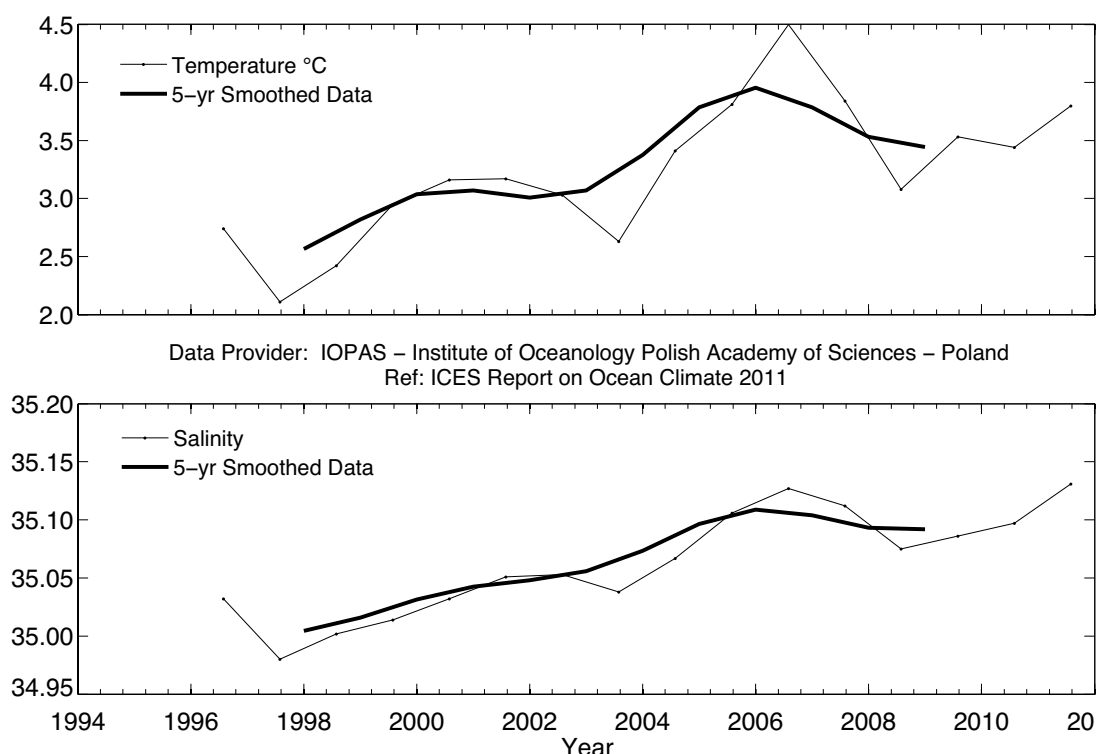 4.5
4.0
3.5
3.0
2.5
2.0
Temperature °C
5−yr Smoothed Data
Data Provider: IOPAS − Institute of Oceanology Polish Academy of Sciences − Poland
Ref: ICES Report on Ocean Climate 2011
35.20
35.15
35.10
35.05
35.00
34.95
Salinity
5−yr Smoothed Data
1994 1996 1998 2000 2002 2004 2006 2008 2010 20
Year